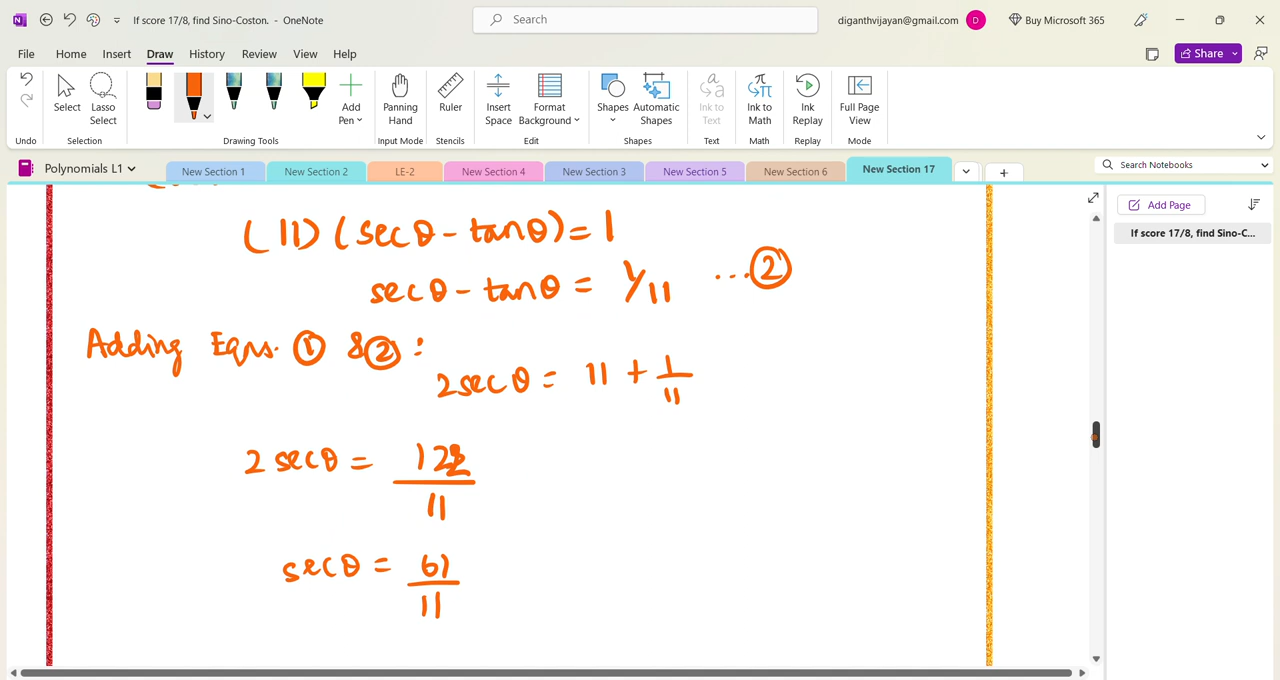 If score 17/8, find Sino-Coston. - OneNote
Search
diganthvijayan@gmail.com D Buy Microsoft 365
File Home Insert Draw History Review View Help Share
Select Lasso Select Add Pen Panning Hand Ruler Insert Space Format Background Shapes Automatic Shapes Ink to Text Ink to Math Ink Replay Full Page View
Undo Selection Drawing Tools Input Mode Stencils Edit Shapes Text Math Replay Mode
Polynomials L1 New Section 1 New Section 2 LE-2 New Section 4 New Section 3 New Section 5 New Section 6 New Section 17 Search Notebooks
Add Page
If score 17/8, find Sino-C...
(11) (secθ - tanθ) = 1
secθ - tanθ = 1/11 ...②
Adding Eqns. ① & ② :
2secθ = 11 + 1/11
2 secθ = 122/11
secθ = 61/11